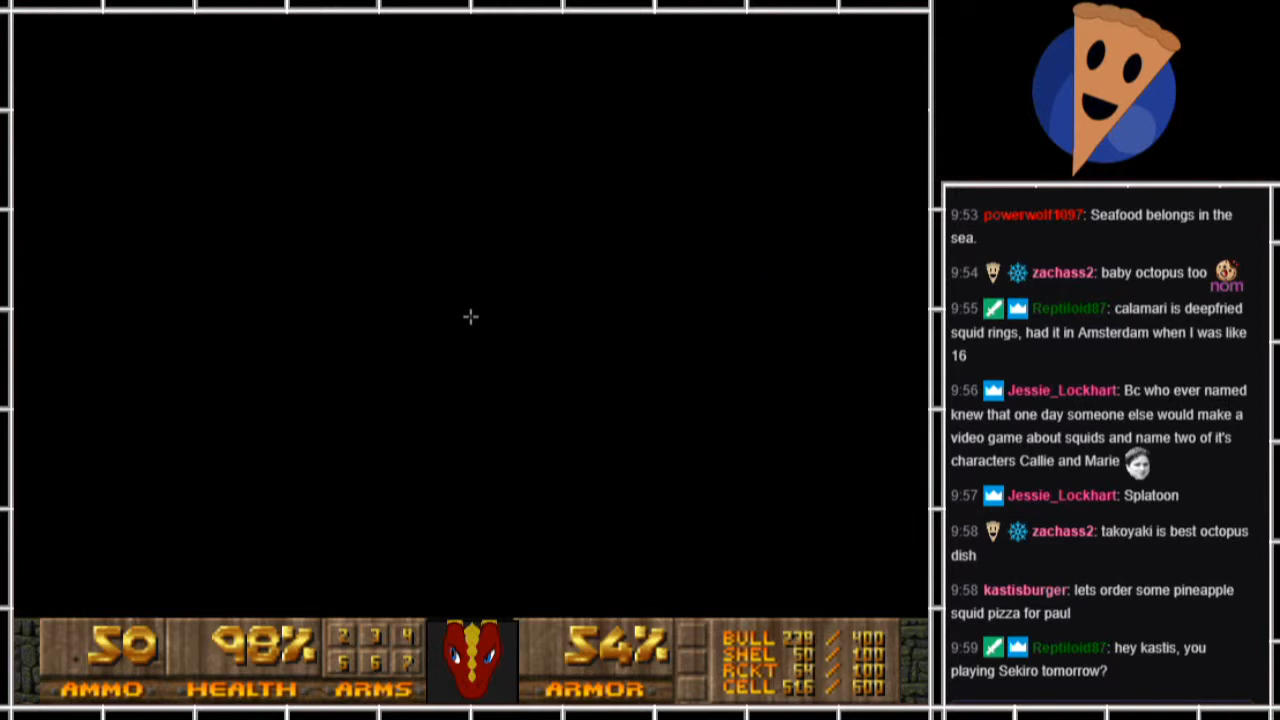 9:53 powerwolf1097: Seafood belongs in the
sea.
9:54 zachass2: baby octopus too
nom
9:55 Reptiloid87: calamari is deepfried
squid rings, had it in Amsterdam when I was like
16
9:56 Jessie_Lockhart: Bc who ever named
knew that one day someone else would make a
video game about squids and name two of it's
characters Callie and Marie
9:57 Jessie_Lockhart: Splatoon
9:58 zachass2: takoyaki is best octopus
dish
9:58 kastisburger: lets order some pineapple
squid pizza for paul
9:59 Reptiloid87: hey kastis, you
playing Sekiro tomorrow?
50 98% 2 3 4 54%
5 6 7
AMMO HEALTH ARMS ARMOR
BULL / 400
SHEL 50 / 100
RCKT 54 / 100
CELL / 500